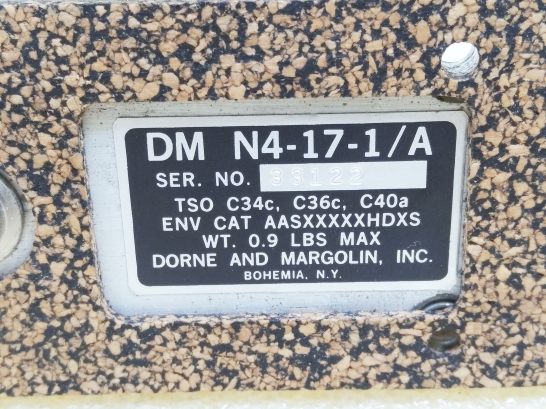 DM N4-17-1/A
SER. NO. 33122
TSO C34c, C36c, C40a
ENV CAT AASXXXXXHDXS
WT. 0.9 LBS MAX
DORNE AND MARGOLIN, INC.
BOHEMIA, N.Y.